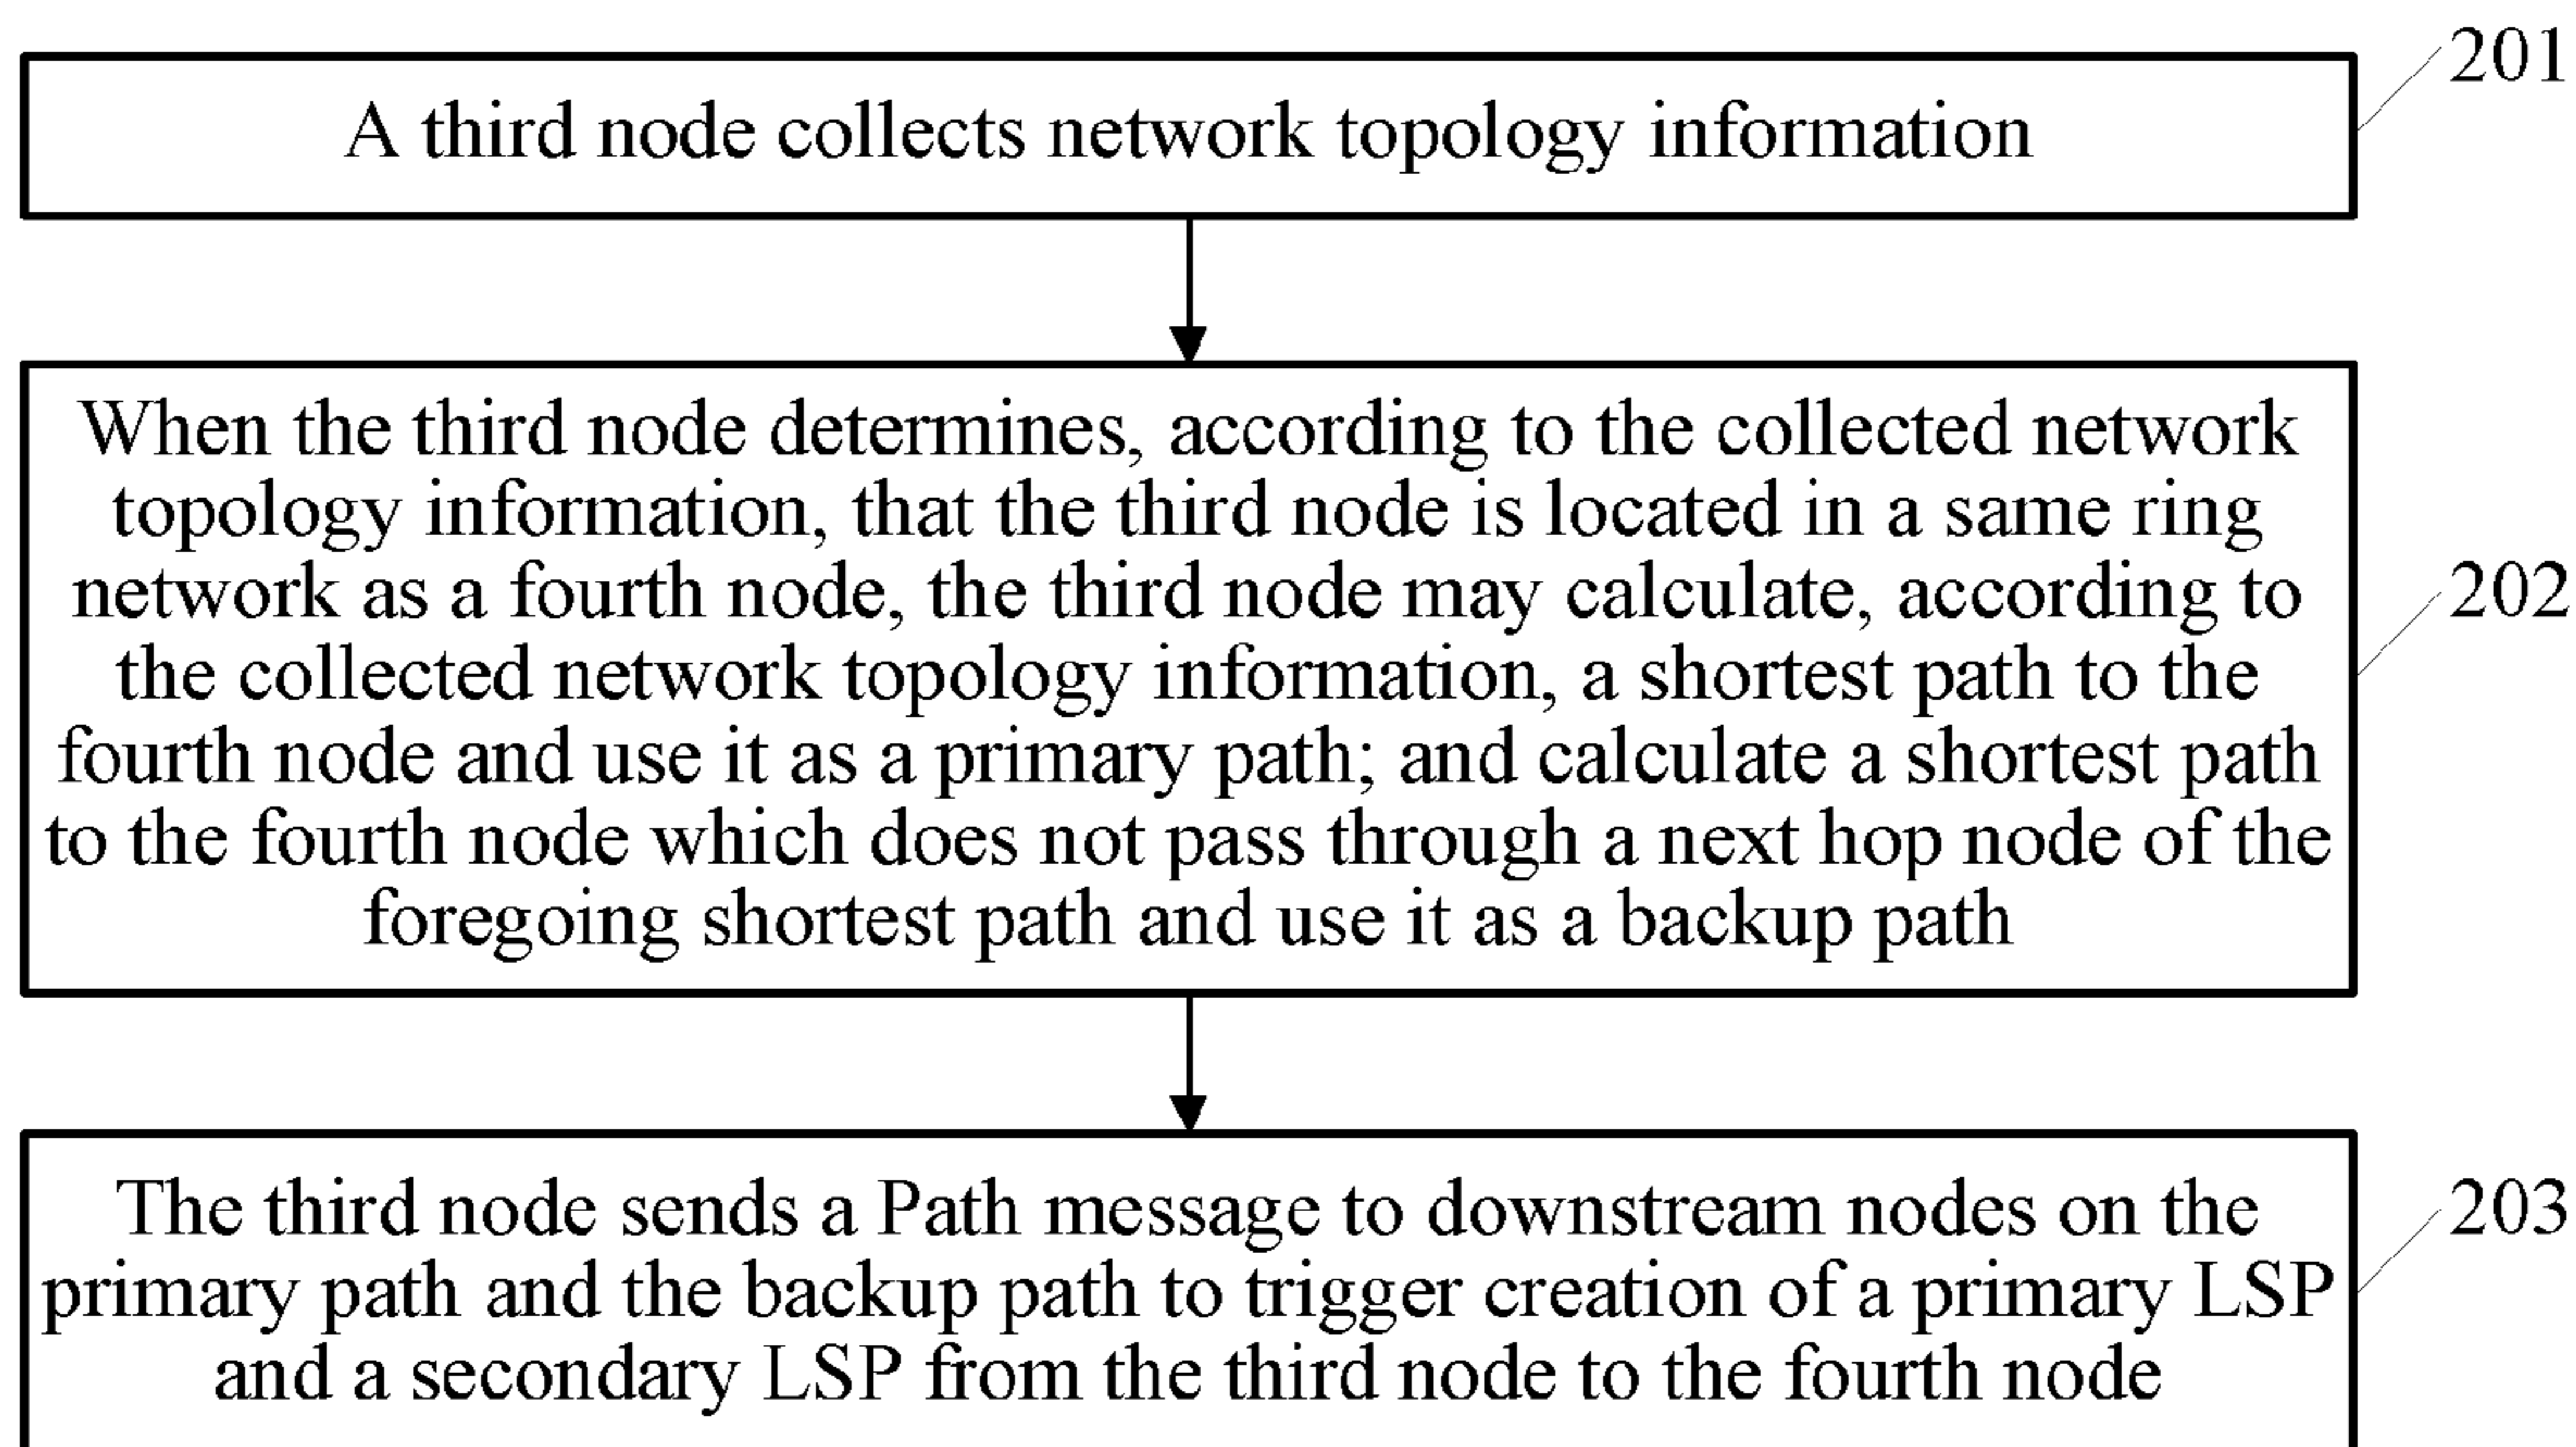 201
A third node collects network topology information
When the third node determines, according to the collected network
topology information, that the third node is located in a same ring
network as a fourth node, the third node may calculate, according to
the collected network topology information, a shortest path to the
fourth node and use it as a primary path; and calculate a shortest path
to the fourth node which does not pass through a next hop node of the
foregoing shortest path and use it as a backup path
202
The third node sends a Path message to downstream nodes on the
primary path and the backup path to trigger creation of a primary LSP
and a secondary LSP from the third node to the fourth node
203